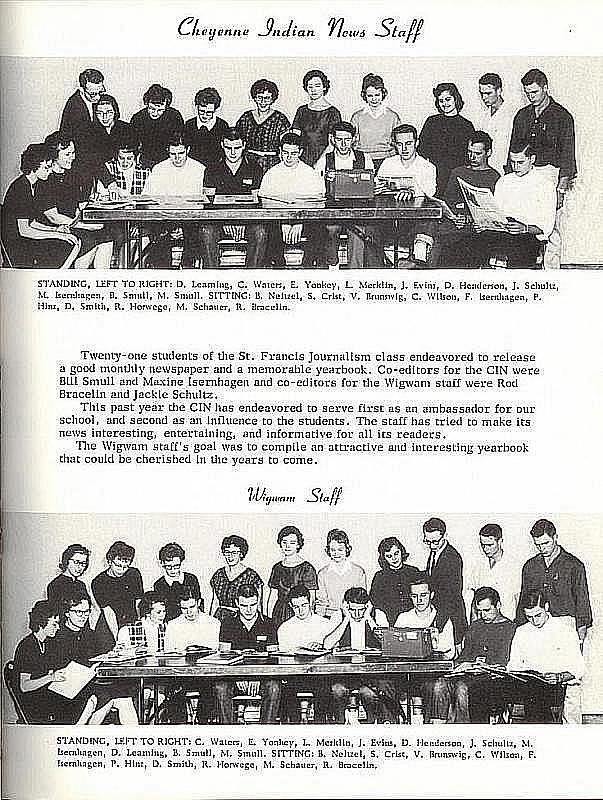 Cheyenne Indian News Staff
STANDING, LEFT TO RIGHT: D. Leaming, C. Waters, E. Yonkey, L. Merklin, J. Evins, D. Henderson, J. Schultz,
M. Isernhagen, B. Smull, M. Smull. SITTING: B. Neitzel, S. Crist, V. Brunswig, C. Wilson, F. Isernhagen, P.
Hinz, D. Smith, R. Horwege, M. Schauer, R. Bracelin.
Twenty-one students of the St. Francis Journalism class endeavored to release
a good monthly newspaper and a memorable yearbook. Co-editors for the CIN were
Bill Smull and Maxine Isernhagen and co-editors for the Wigwam staff were Rod
Bracelin and Jackie Schultz.
This past year the CIN has endeavored to serve first as an ambassador for our
school, and second as an influence to the students. The staff has tried to make its
news interesting, entertaining, and informative for all its readers.
The Wigwam staff's goal was to compile an attractive and interesting yearbook
that could be cherished in the years to come.
Wigwam Staff
STANDING, LEFT TO RIGHT: C. Waters, E. Yonkey, L. Merklin, J. Evins, D. Henderson, J. Schultz, M.
Isernhagen, D. Leaming, B. Smull, M. Smull. SITTING: B. Neitzel, S. Crist, V. Brunswig, C. Wilson, F.
Isernhagen, P. Hinz, D. Smith, R. Horwege, M. Schauer, R. Bracelin.